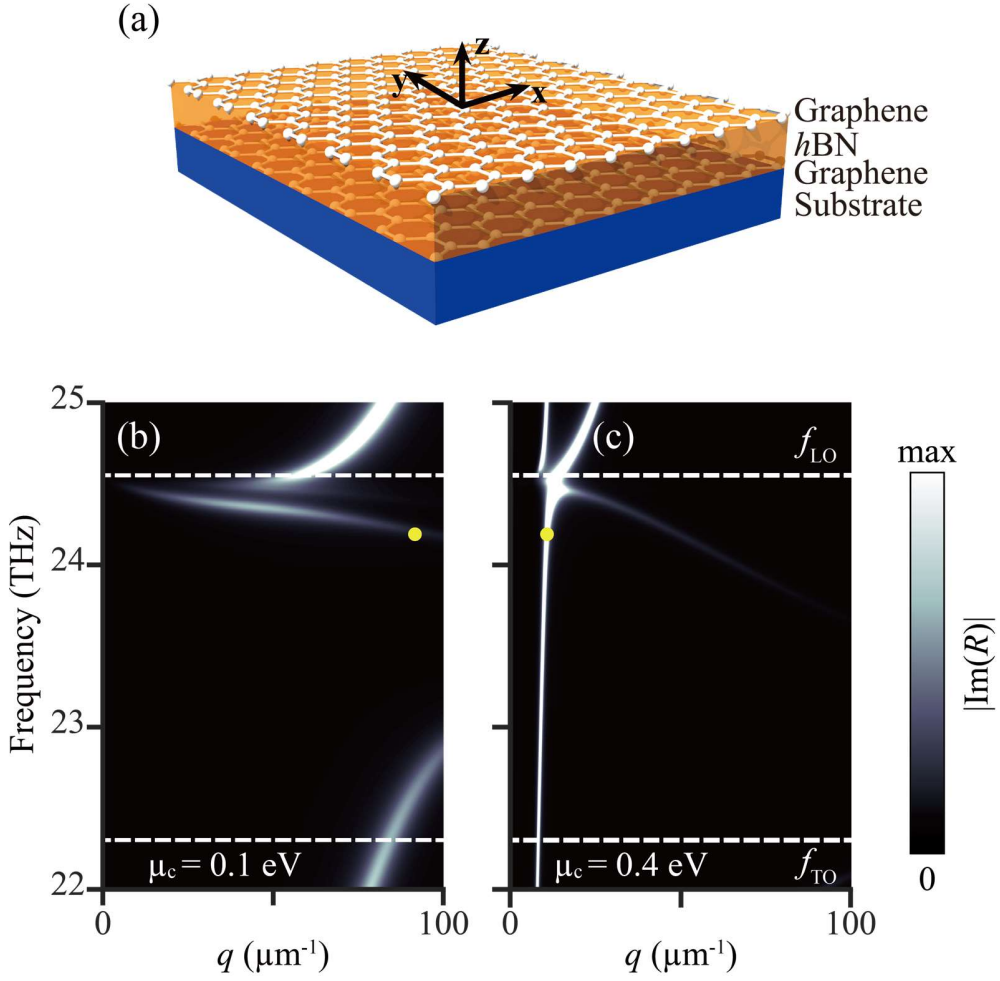 (a)
z
y
x
Graphene
hBN
Graphene
Substrate
25
24
23
22
Frequency (THz)
(b)
μc = 0.1 eV
0
100
q (μm-1)
(c)
fLO
fTO
μc = 0.4 eV
0
100
q (μm-1)
max
0
|Im(R)|